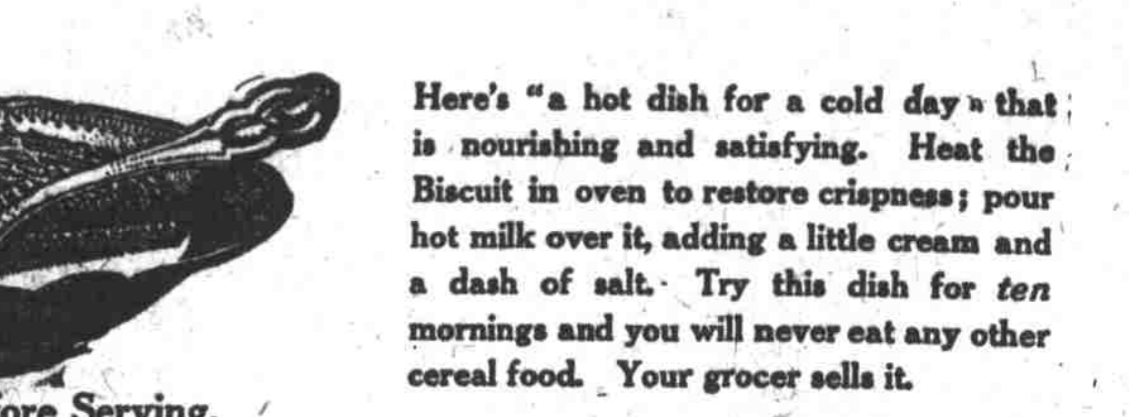 Here's "a hot dish for a cold day" that
is nourishing and satisfying. Heat the
Biscuit in oven to restore crispness; pour
hot milk over it, adding a little cream and
a dash of salt. Try this dish for ten
mornings and you will never eat any other
cereal food. Your grocer sells it.
Serving.